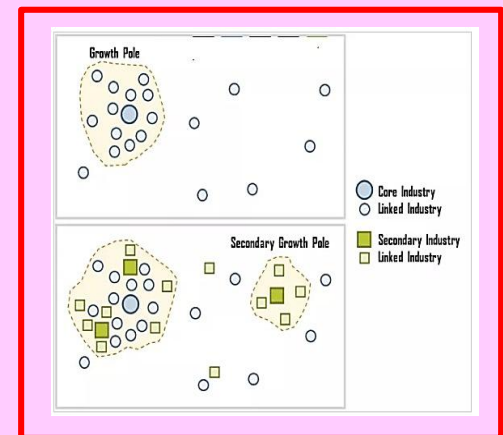 Growth Pole
Core Industry
Linked Industry
Secondary Growth Pole
Secondary Industry
Linked Industry